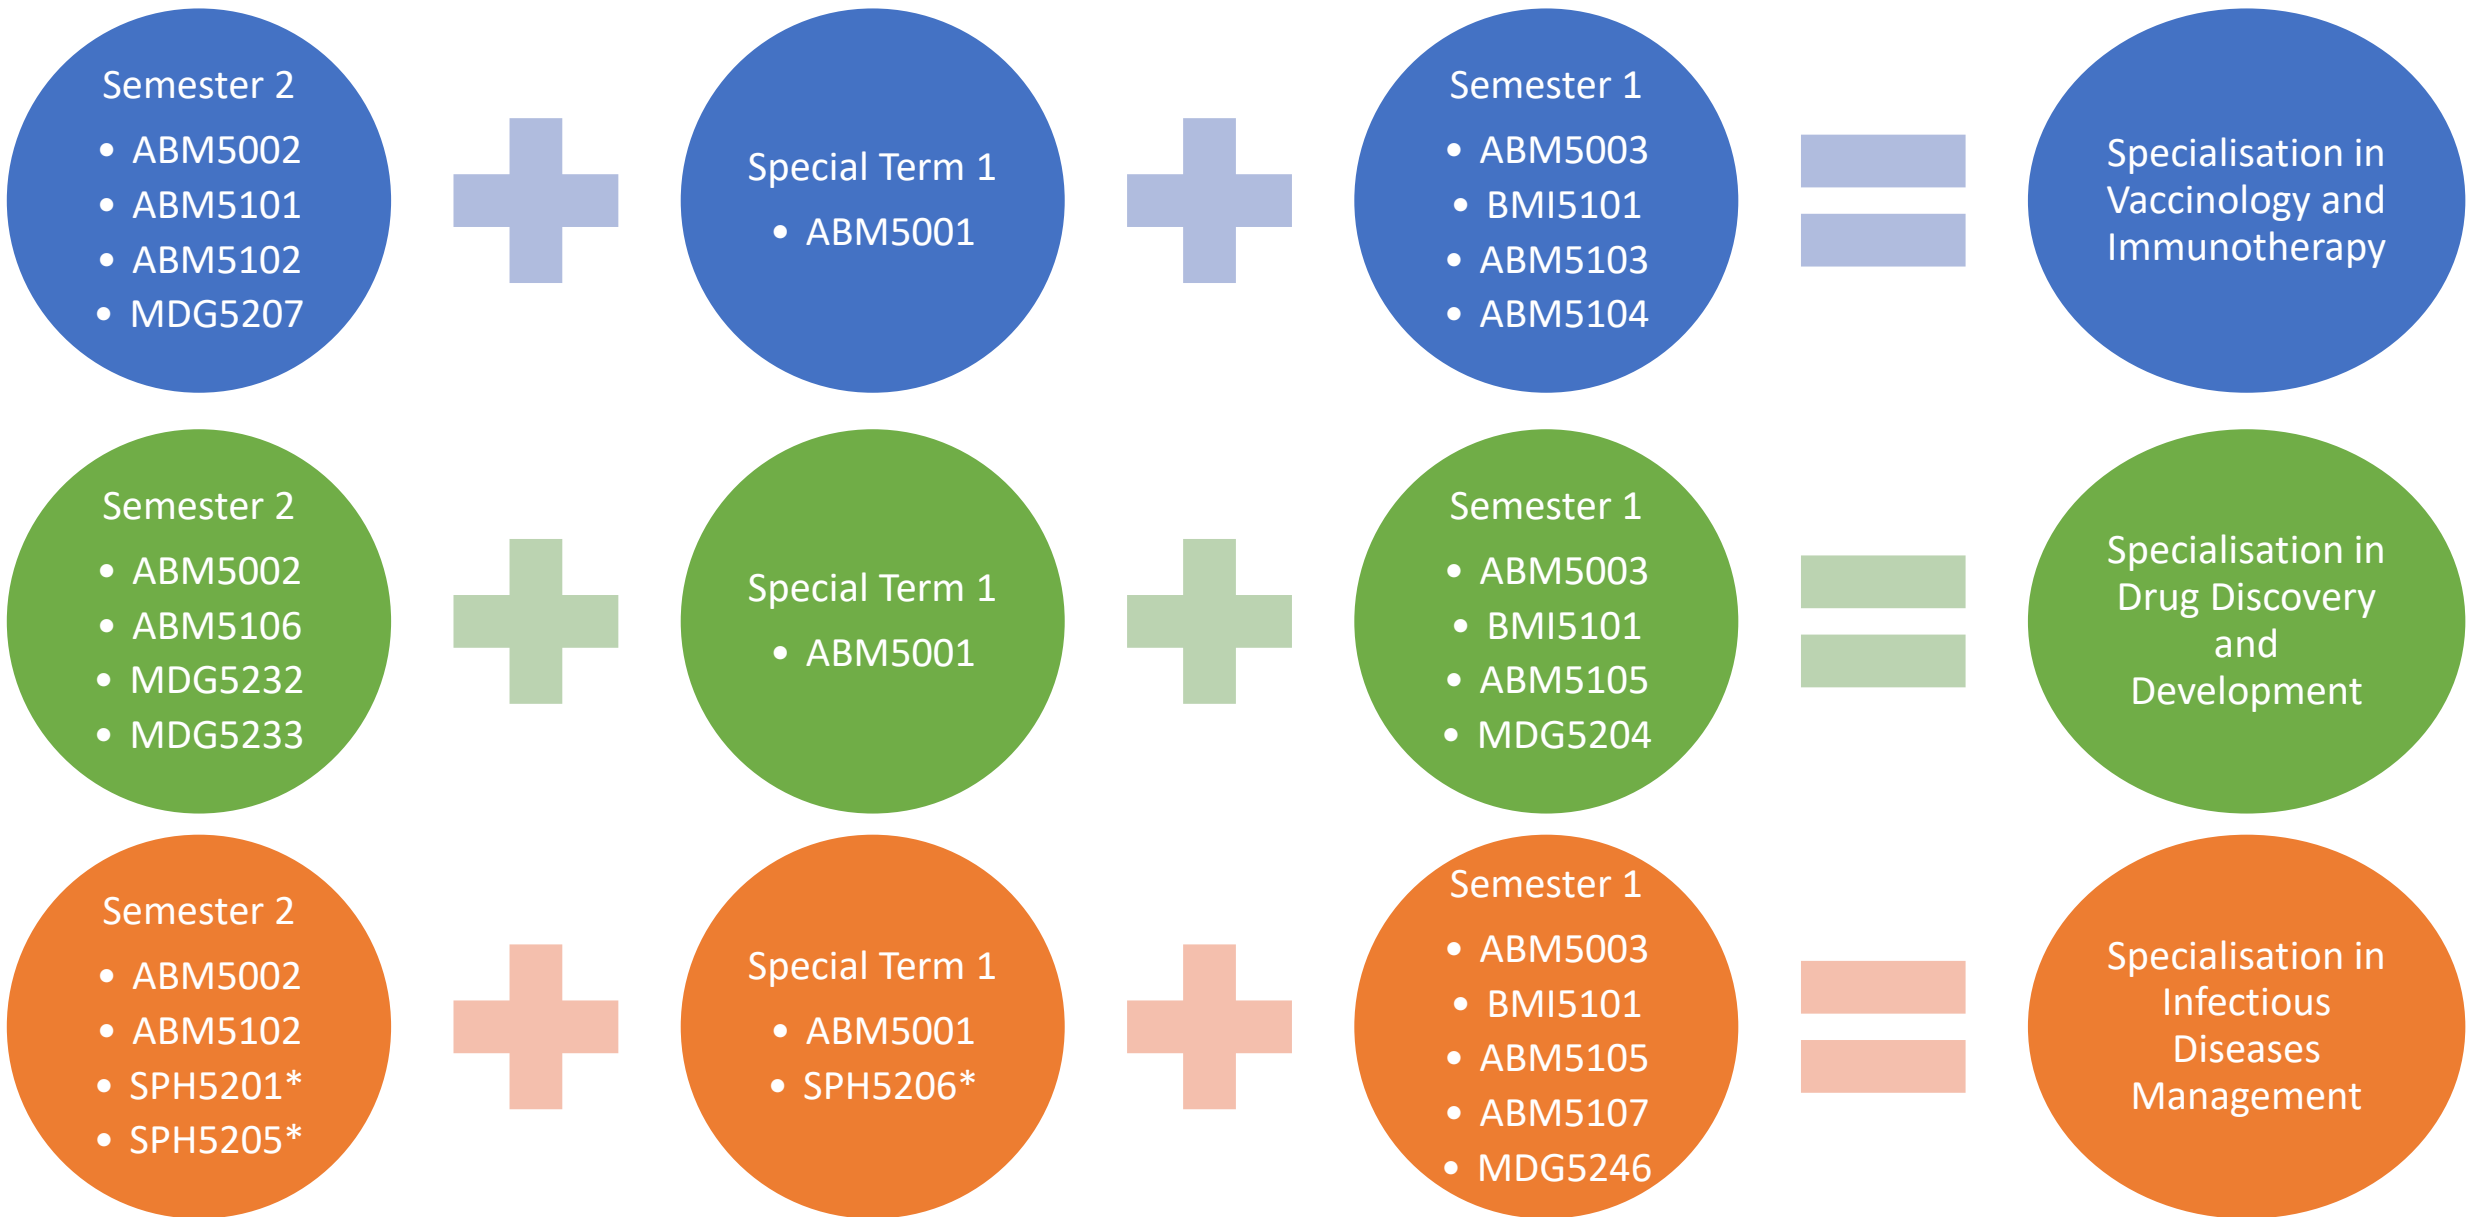 Semester 2
• ABM5002
• ABM5101
• ABM5102
• MDG5207
Special Term 1
• ABM5001
Semester 1
• ABM5003
• BMI5101
• ABM5103
• ABM5104
Specialisation in
Vaccinology and
Immunotherapy
Semester 2
• ABM5002
• ABM5106
• MDG5232
• MDG5233
Special Term 1
• ABM5001
Semester 1
• ABM5003
• BMI5101
• ABM5105
• MDG5204
Specialisation in
Drug Discovery
and
Development
Semester 2
• ABM5002
• ABM5102
• SPH5201*
• SPH5205*
Special Term 1
• ABM5001
• SPH5206*
Semester 1
• ABM5003
• BMI5101
• ABM5105
• ABM5107
• MDG5246
Specialisation in
Infectious
Diseases
Management